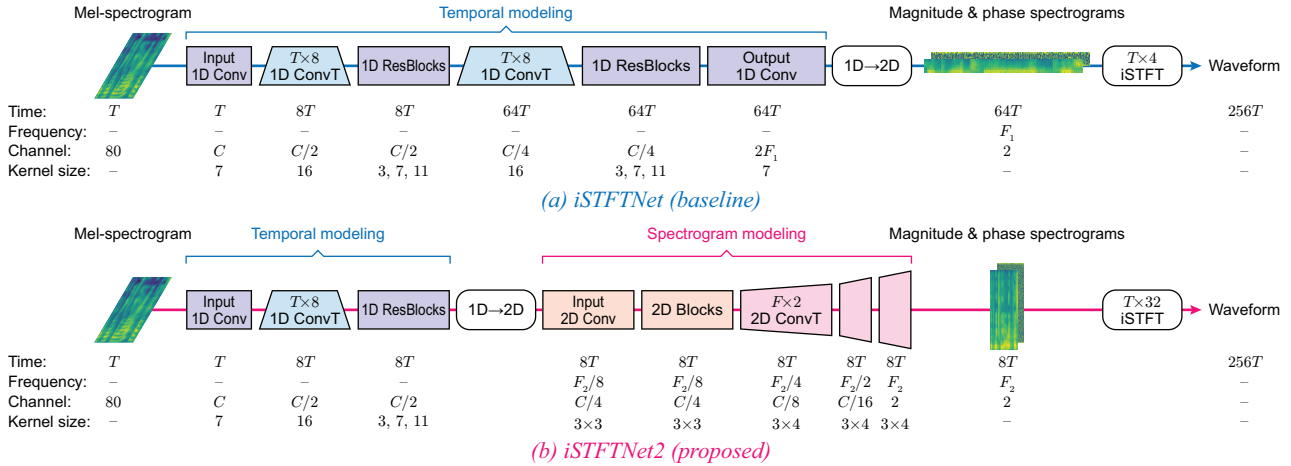 Mel-spectrogram Temporal modeling Magnitude & phase spectrograms
Input 1D Conv
T×8 1D ConvT
1D ResBlocks
T×8 1D ConvT
1D ResBlocks
Output 1D Conv
1D→2D
T×4 iSTFT
Waveform
Time: T T 8T 8T 64T 64T 64T 64T 256T
Frequency: – – – – – – – F₁ –
Channel: 80 C C/2 C/2 C/4 C/4 2F₁ 2 –
Kernel size: – 7 16 3, 7, 11 16 3, 7, 11 7 – –
(a) iSTFTNet (baseline)
Mel-spectrogram Temporal modeling Spectrogram modeling Magnitude & phase spectrograms
Input 1D Conv
T×8 1D ConvT
1D ResBlocks
1D→2D
Input 2D Conv
2D Blocks
F×2 2D ConvT
T×32 iSTFT
Waveform
Time: T T 8T 8T 8T 8T 8T 8T 8T 8T 256T
Frequency: – – – – F₂/8 F₂/8 F₂/4 F₂/2 F₂ F₂ –
Channel: 80 C C/2 C/2 C/4 C/4 C/8 C/16 2 2 –
Kernel size: – 7 16 3, 7, 11 3×3 3×3 3×4 3×4 3×4 – –
(b) iSTFTNet2 (proposed)